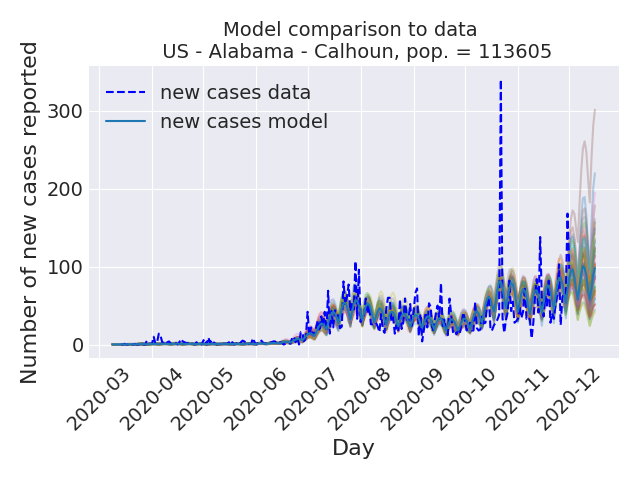 Model comparison to data
US - Alabama - Calhoun, pop. = 113605
Number of new cases reported
300
200
100
0
new cases data
new cases model
2020-03
2020-04
2020-05
2020-06
2020-07
2020-08
2020-09
2020-10
2020-11
2020-12
Day